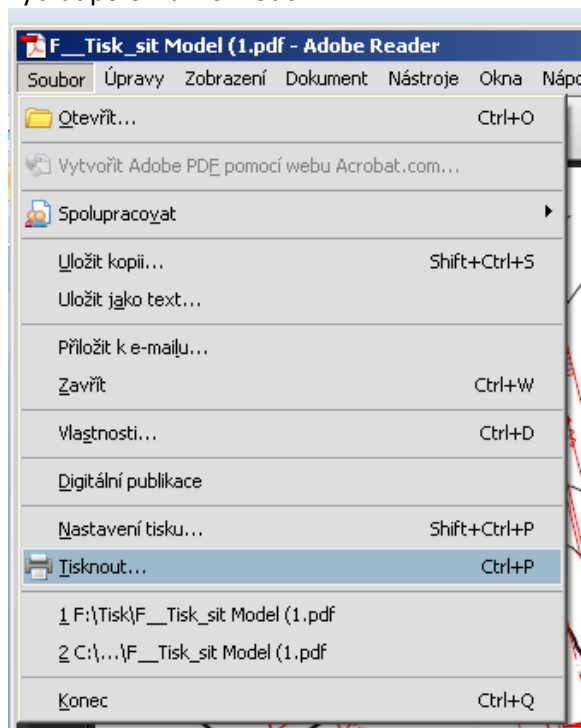 F__Tisk_sit Model (1.pdf - Adobe Reader
Soubor Úpravy Zobrazení Dokument Nástroje Okna
Otevřít... Ctrl+O
Vytvořit Adobe PDF pomocí webu Acrobat.com...
Spolupracovat
Uložit kopii... Shift+Ctrl+S
Uložit jako text...
Přiložit k e-mailu...
Zavřít Ctrl+W
Vlastnosti... Ctrl+D
Digitální publikace
Nastavení tisku... Shift+Ctrl+P
Tisknout... Ctrl+P
1 F:\Tisk\F__Tisk_sit Model (1.pdf
2 C:\...\F__Tisk_sit Model (1.pdf
Konec Ctrl+Q